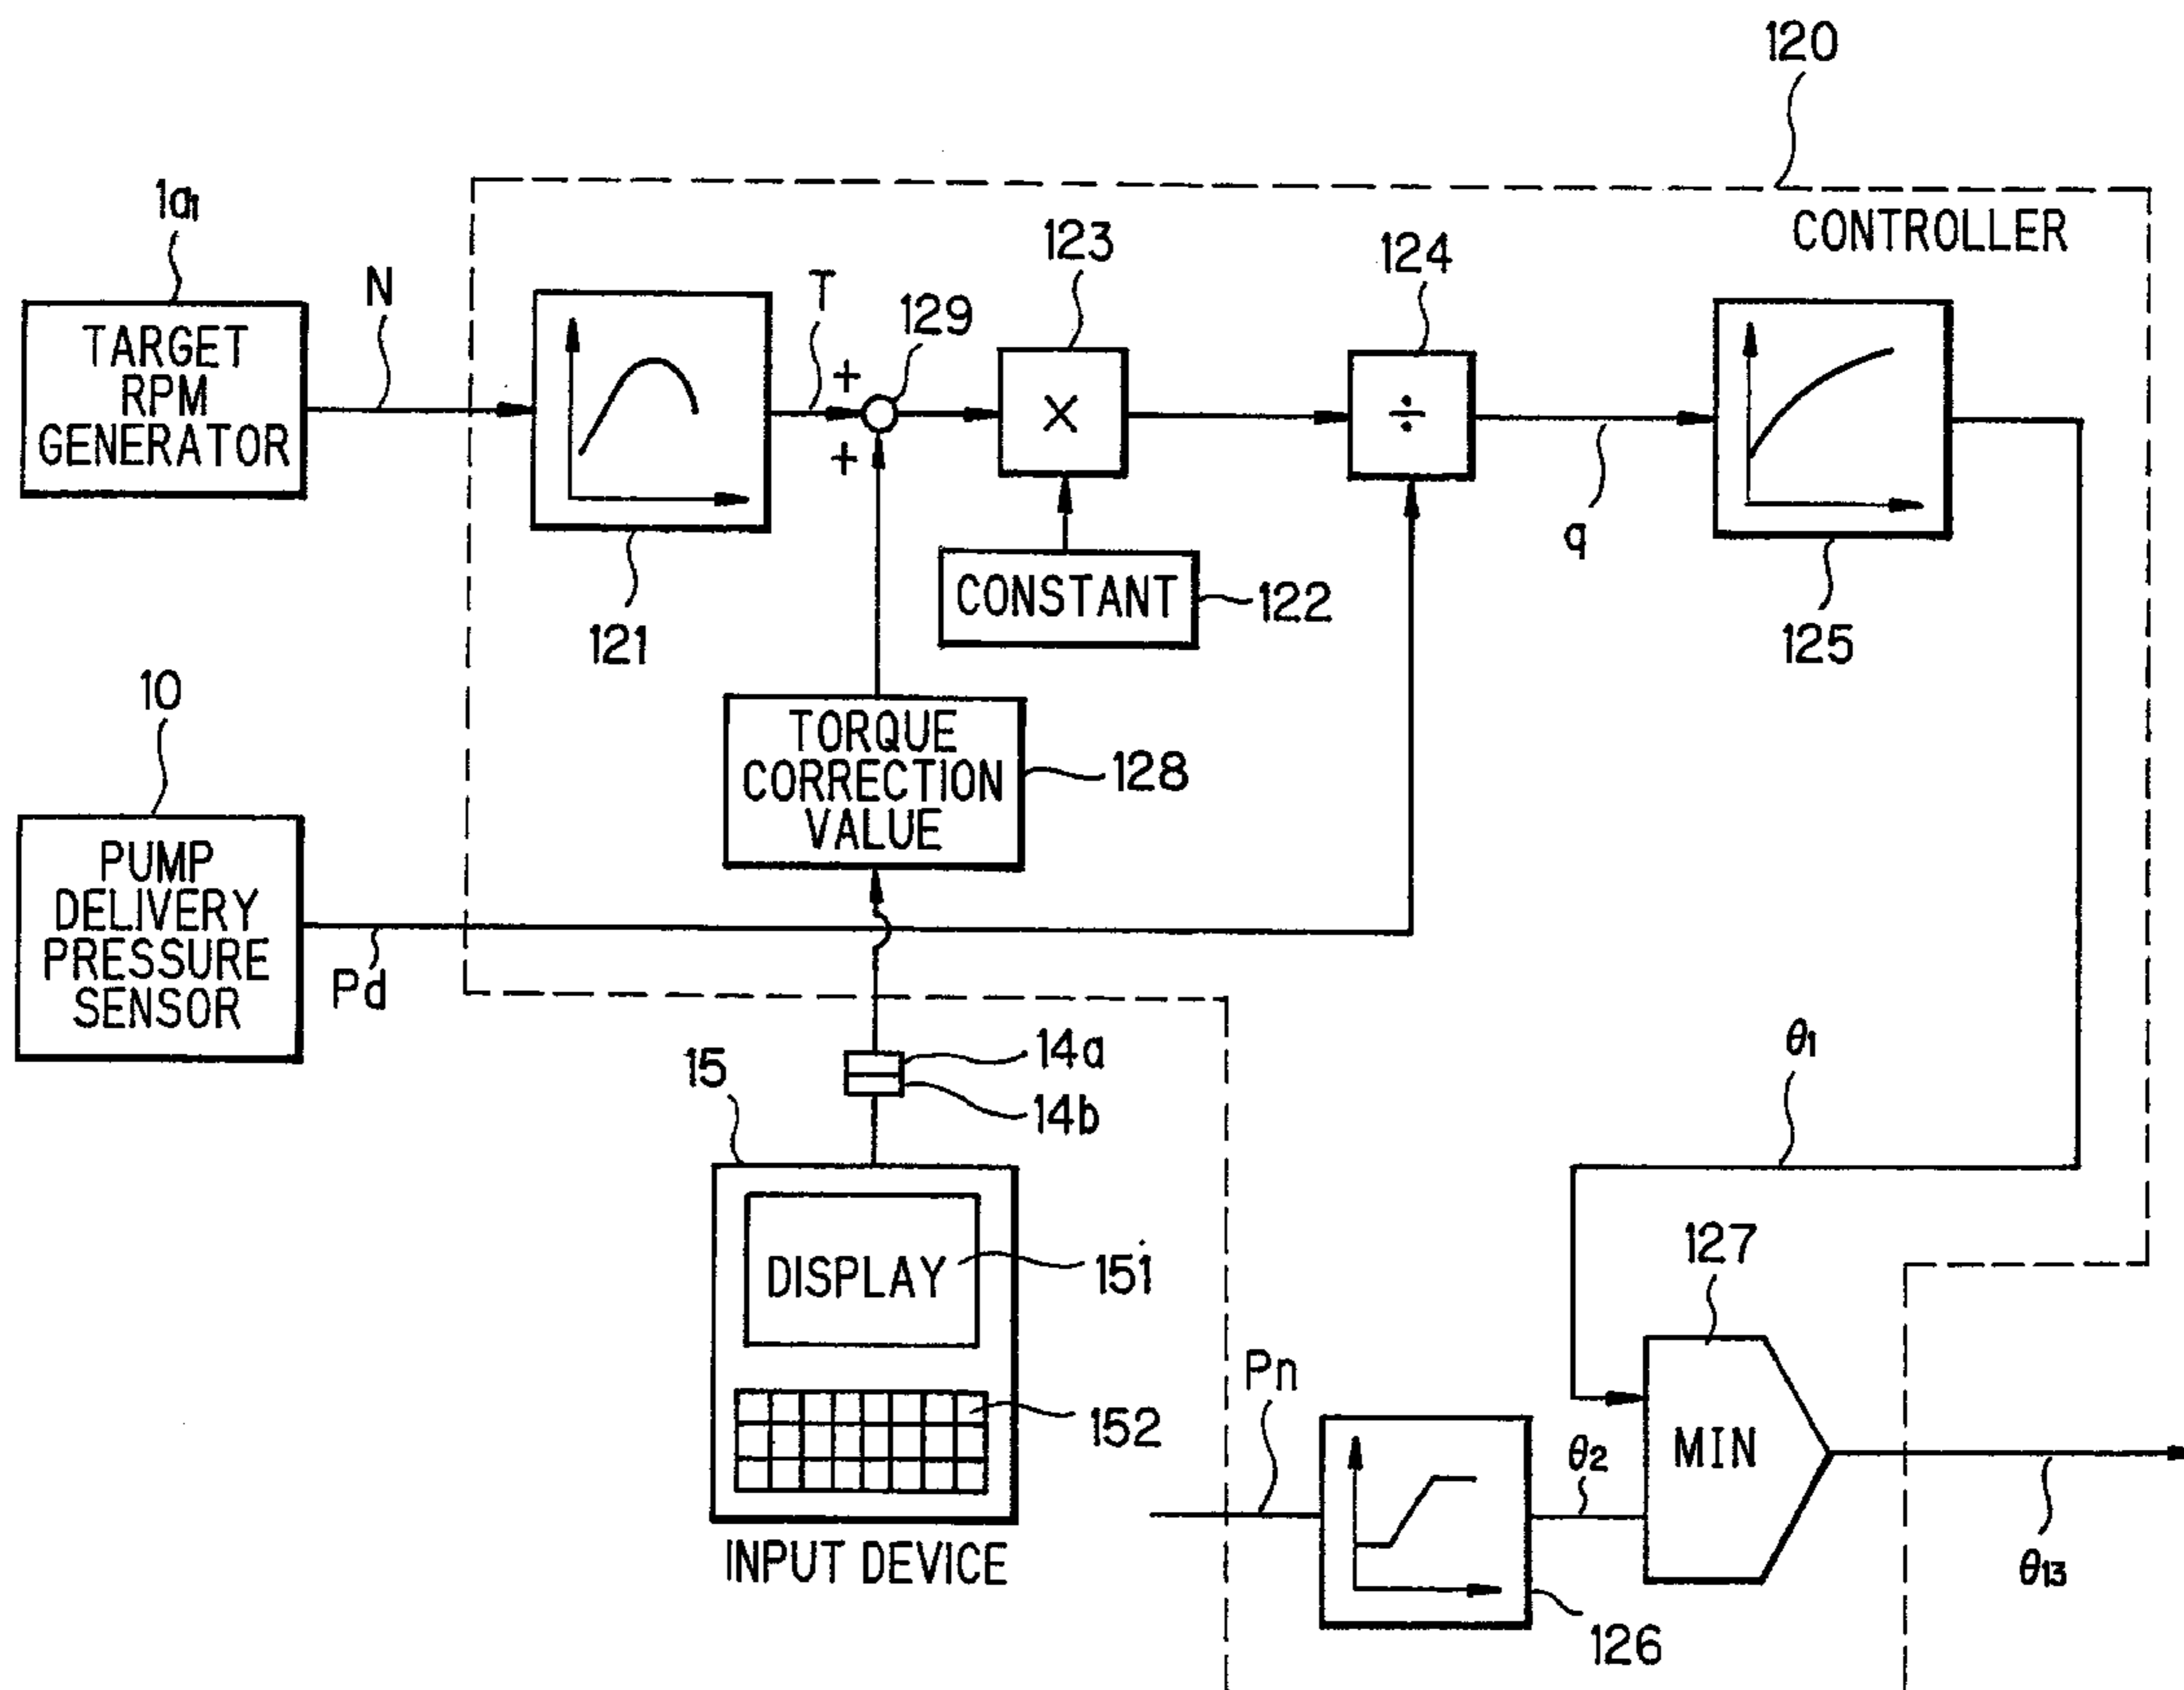 120
CONTROLLER
1a1
N
TARGET
RPM
GENERATOR
121
T
+
+
129
123
×
124
÷
q
125
CONSTANT
122
10
PUMP
DELIVERY
PRESSURE
SENSOR
Pd
TORQUE
CORRECTION
VALUE
128
14a
14b
15
DISPLAY
151
152
INPUT DEVICE
θ1
127
MIN
Pn
θ2
126
θ13